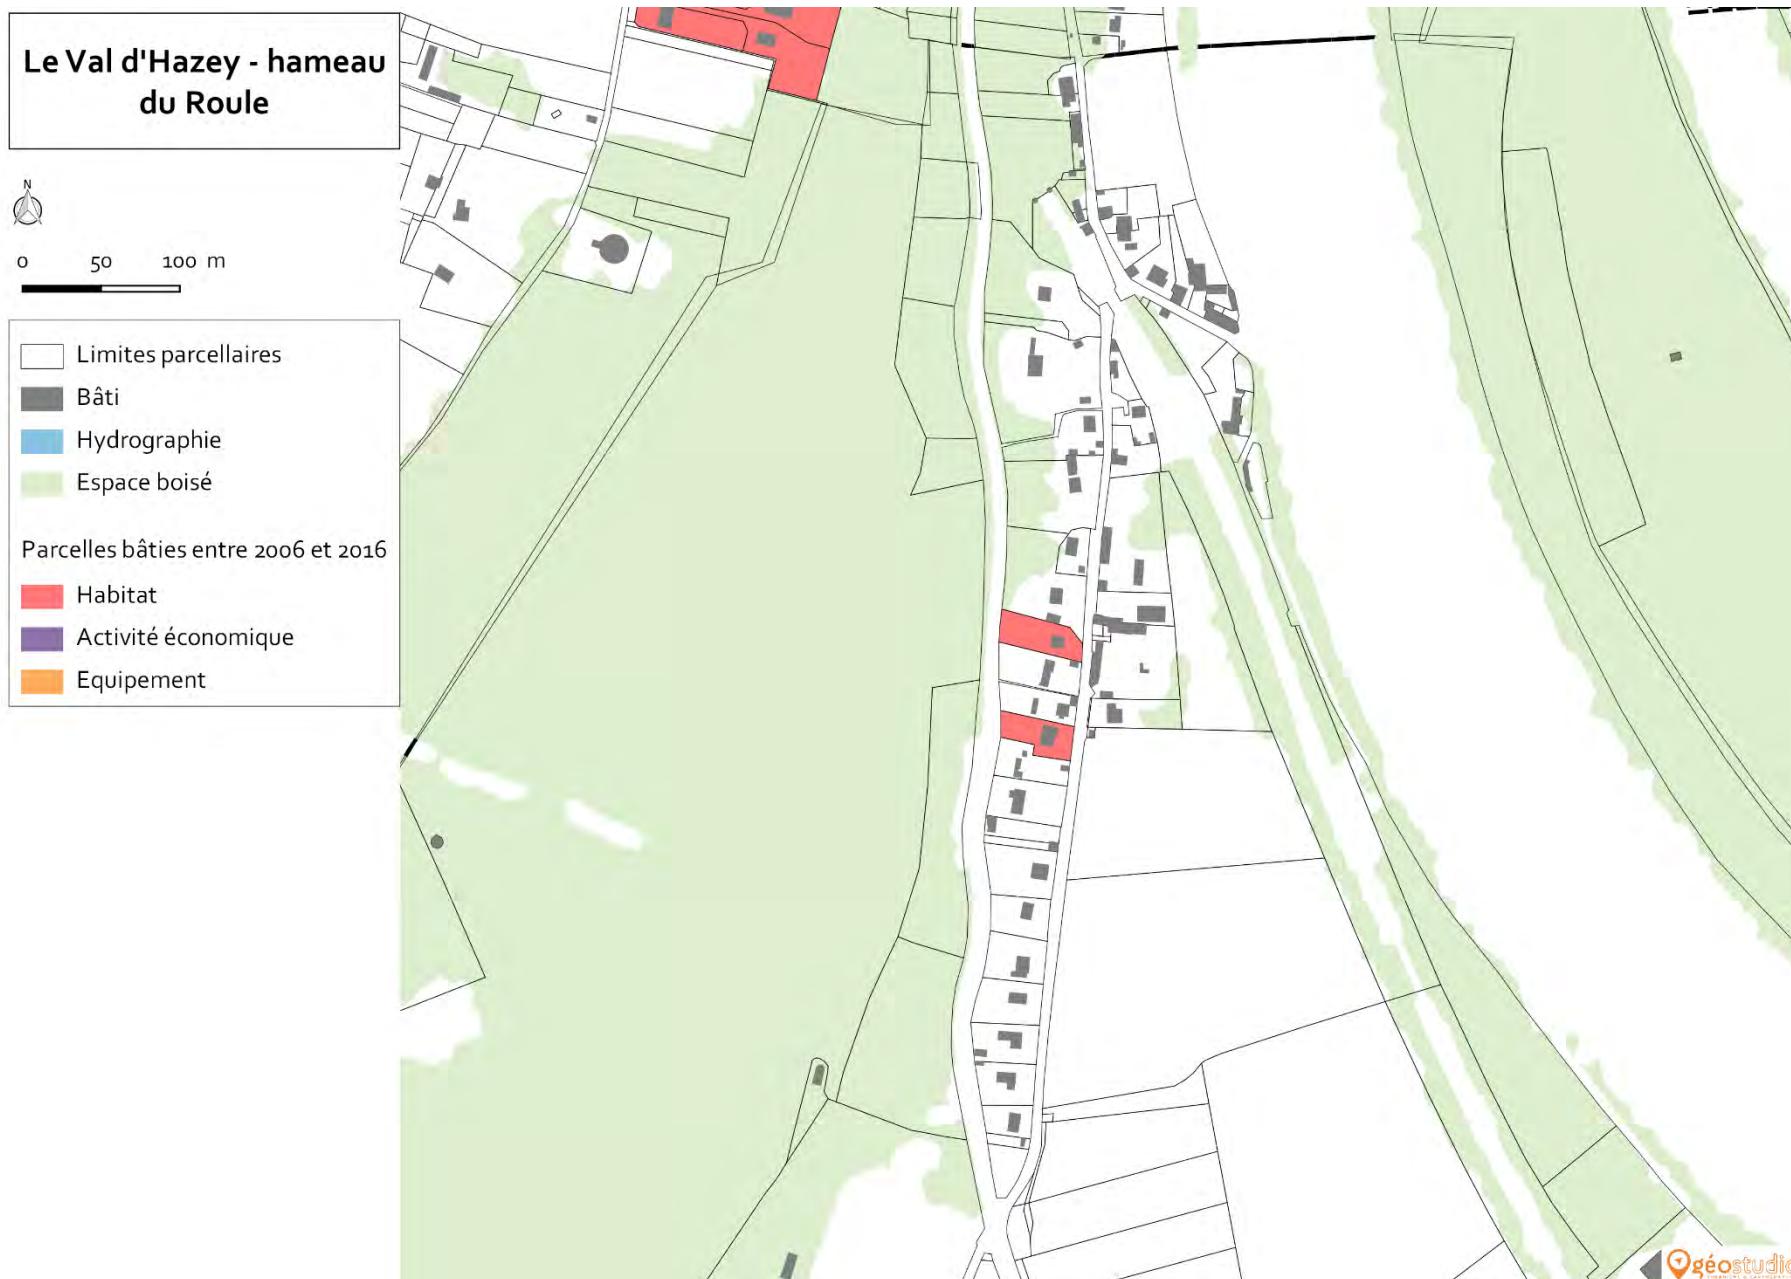 Le Val d'Hazey - hameau
du Roule
N
0 50 100 m
Limites parcellaires
Bâti
Hydrographie
Espace boisé
Parcelles bâties entre 2006 et 2016
Habitat
Activité économique
Equipement
géostudio